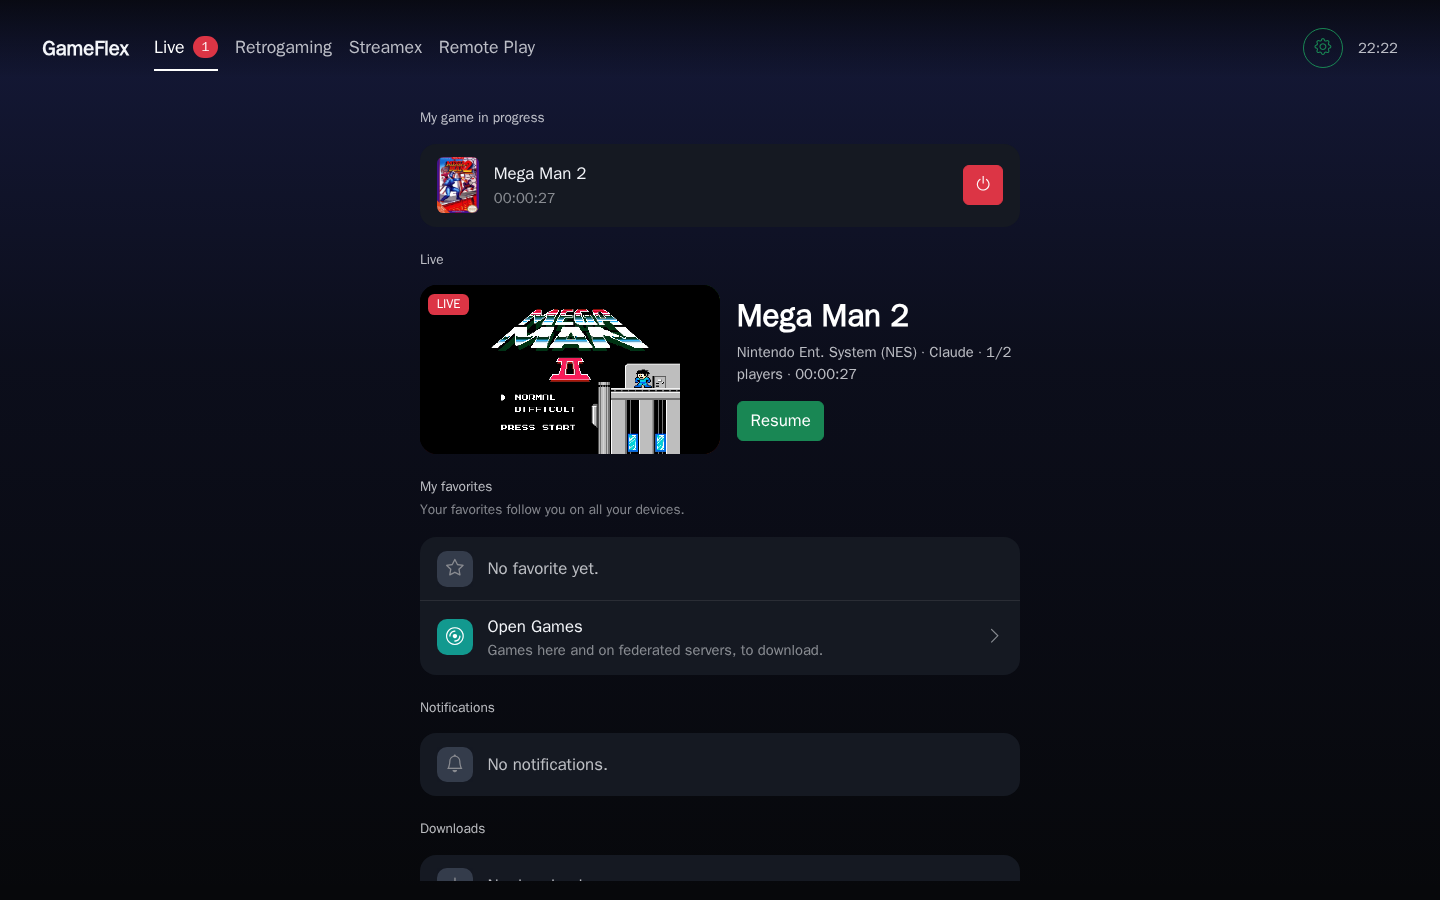 GameFlex Live 1 Retrogaming Streamex Remote Play 22:22
My game in progress
Mega Man 2
00:00:27
Live
LIVE
MEGA
MAN
II
NORMAL
DIFFICULT
PRESS START
Mega Man 2
Nintendo Ent. System (NES) · Claude · 1/2
players · 00:00:27
Resume
My favorites
Your favorites follow you on all your devices.
No favorite yet.
Open Games
Games here and on federated servers, to download.
Notifications
No notifications.
Downloads